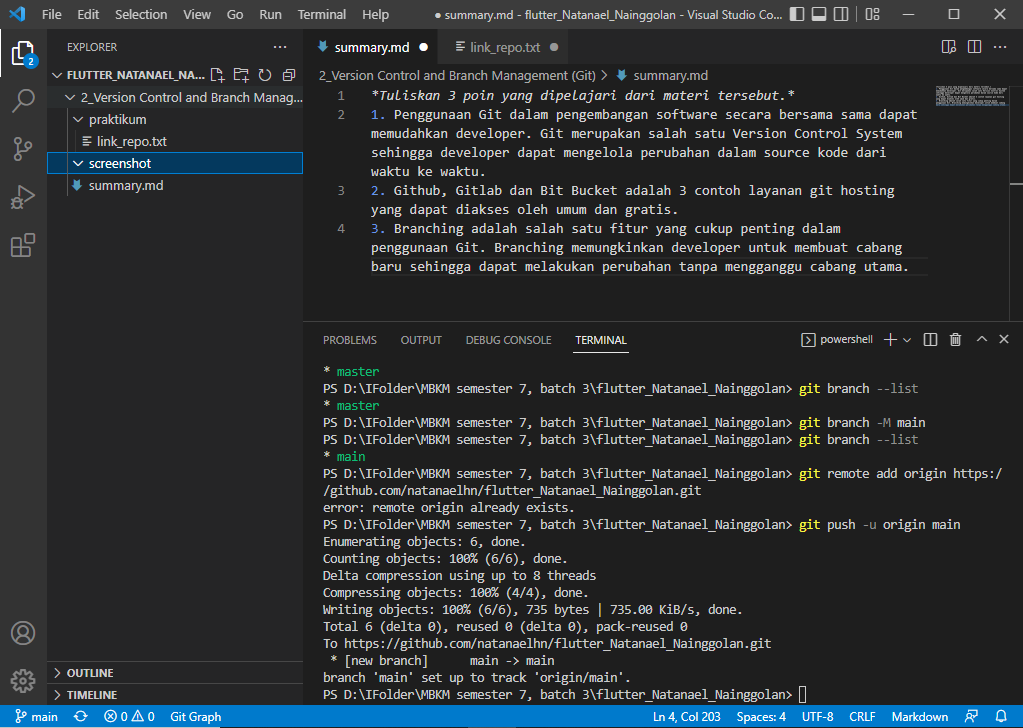 File Edit Selection View Go Run Terminal Help ● summary.md - flutter_Natanael_Nainggolan - Visual Studio Co...
2
EXPLORER ...
FLUTTER_NATANAEL_NA...
2_Version Control and Branch Manag...
praktikum
link_repo.txt
screenshot
summary.md
OUTLINE
TIMELINE
summary.md ● link_repo.txt ●
2_Version Control and Branch Management (Git) > summary.md
1 *Tuliskan 3 poin yang dipelajari dari materi tersebut.*
2 1. Penggunaan Git dalam pengembangan software secara bersama sama dapat
memudahkan developer. Git merupakan salah satu Version Control System
sehingga developer dapat mengelola perubahan dalam source kode dari
waktu ke waktu.
3 2. Github, Gitlab dan Bit Bucket adalah 3 contoh layanan git hosting
yang dapat diakses oleh umum dan gratis.
4 3. Branching adalah salah satu fitur yang cukup penting dalam
penggunaan Git. Branching memungkinkan developer untuk membuat cabang
baru sehingga dapat melakukan perubahan tanpa mengganggu cabang utama.
PROBLEMS OUTPUT DEBUG CONSOLE TERMINAL powershell
* master
PS D:\IFolder\MBKM semester 7, batch 3\flutter_Natanael_Nainggolan> git branch --list
* master
PS D:\IFolder\MBKM semester 7, batch 3\flutter_Natanael_Nainggolan> git branch -M main
PS D:\IFolder\MBKM semester 7, batch 3\flutter_Natanael_Nainggolan> git branch --list
* main
PS D:\IFolder\MBKM semester 7, batch 3\flutter_Natanael_Nainggolan> git remote add origin https:/
/github.com/natanaelhn/flutter_Natanael_Nainggolan.git
error: remote origin already exists.
PS D:\IFolder\MBKM semester 7, batch 3\flutter_Natanael_Nainggolan> git push -u origin main
Enumerating objects: 6, done.
Counting objects: 100% (6/6), done.
Delta compression using up to 8 threads
Compressing objects: 100% (4/4), done.
Writing objects: 100% (6/6), 735 bytes | 735.00 KiB/s, done.
Total 6 (delta 0), reused 0 (delta 0), pack-reused 0
To https://github.com/natanaelhn/flutter_Natanael_Nainggolan.git
* [new branch] main -> main
branch 'main' set up to track 'origin/main'.
PS D:\IFolder\MBKM semester 7, batch 3\flutter_Natanael_Nainggolan>
main 0 0 Git Graph Ln 4, Col 203 Spaces: 4 UTF-8 CRLF Markdown